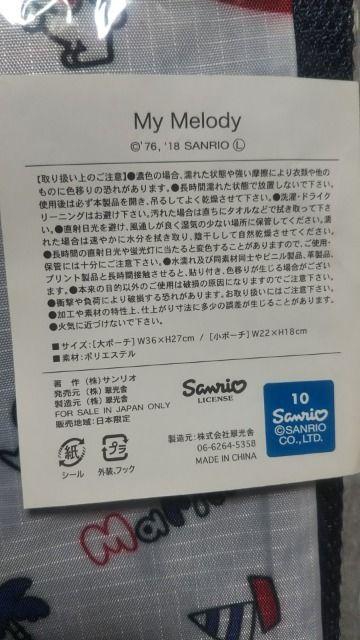 My Melody
©'76, '18 SANRIO Ⓛ
【取り扱い上のご注意】●濃色の場合、濡れた状態や強い摩擦により衣類や他の
ものに色移りの恐れがあります。●長時間濡れた状態で放置しないで下さい。
使用後は必ず本製品を開き、吊るしてよく乾燥させて下さい。●洗濯・ドライク
リーニングはお避け下さい。汚れた場合は直ちにタオルなどで拭き取って下さ
い。●直射日光を避け、風通しが良く湿気の少ない場所に保管してください。濡
れた場合は速やかに水分を拭き取り、陰干しして自然乾燥させてください。
●長時間の直射日光や蛍光灯に当たると変色することがありますので、ご使用・
保管には十分にご注意下さい。●水濡れ及び同素材同士やビニル製品、革製品、
プリント製品と長時間接触させると、貼り付き、色移りが生じる場合がござい
ます。●本来の目的以外のご使用は破損の原因になりますのでご注意下さい。
●衝撃や負荷により破損する恐れがあります。お取り扱いにはご注意下さい。
●加工や素材の特性上、仕上がり寸法に多少の誤差が生じることがあります。
●火気に近づけないで下さい。
■サイズ：[大ポーチ] W36×H27cm / [小ポーチ] W22×H18cm
■素材：ポリエステル
著 作 (株) サンリオ
発売元 (株) 翠光舎
製造元 (株) 翠光舎
FOR SALE IN JAPAN ONLY
販売地域：日本限定
Sanrio
LICENSE
10
Sanrio
©SANRIO
CO.,LTD.
紙
シール
プラ
外装、フック
製造元：株式会社翠光舎
06-6264-5358
MADE IN CHINA